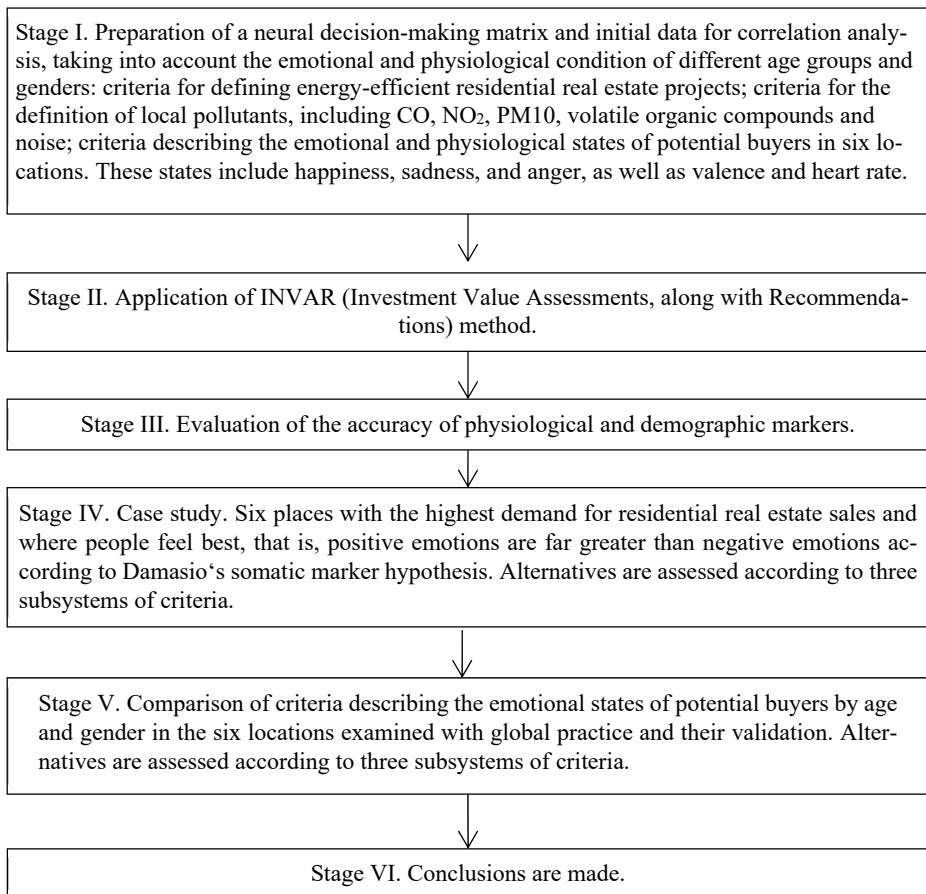 Stage I. Preparation of a neural decision-making matrix and initial data for correlation analy-
sis, taking into account the emotional and physiological condition of different age groups and
genders: criteria for defining energy-efficient residential real estate projects; criteria for the
definition of local pollutants, including CO, NO₂, PM10, volatile organic compounds and
noise; criteria describing the emotional and physiological states of potential buyers in six lo-
cations. These states include happiness, sadness, and anger, as well as valence and heart rate.
Stage II. Application of INVAR (Investment Value Assessments, along with Recommenda-
tions) method.
Stage III. Evaluation of the accuracy of physiological and demographic markers.
Stage IV. Case study. Six places with the highest demand for residential real estate sales and
where people feel best, that is, positive emotions are far greater than negative emotions ac-
cording to Damasio‘s somatic marker hypothesis. Alternatives are assessed according to three
subsystems of criteria.
Stage V. Comparison of criteria describing the emotional states of potential buyers by age
and gender in the six locations examined with global practice and their validation. Alter-
natives are assessed according to three subsystems of criteria.
Stage VI. Conclusions are made.